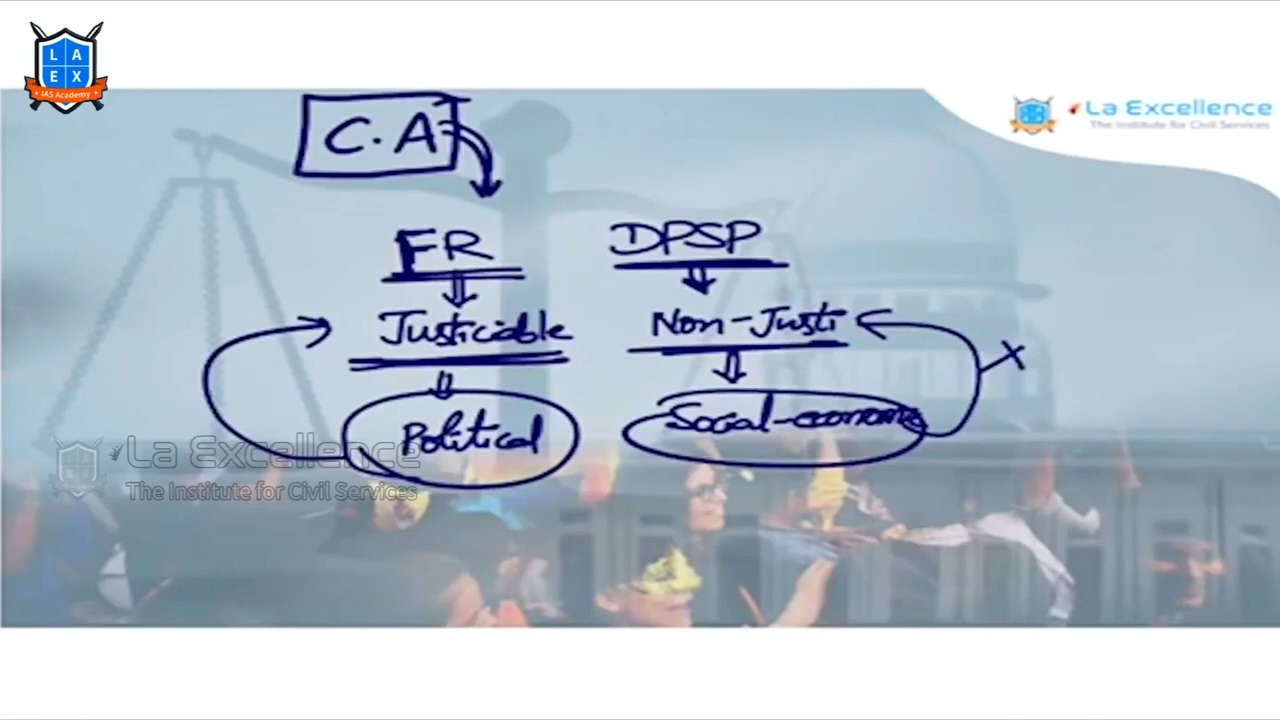 L A
E X
IAS Academy
La Excellence
The Institute for Civil Services
C.A
FR DPSP
Justiciable Non-Justi
X
Political Social-economic
La Excellence
The Institute for Civil Services